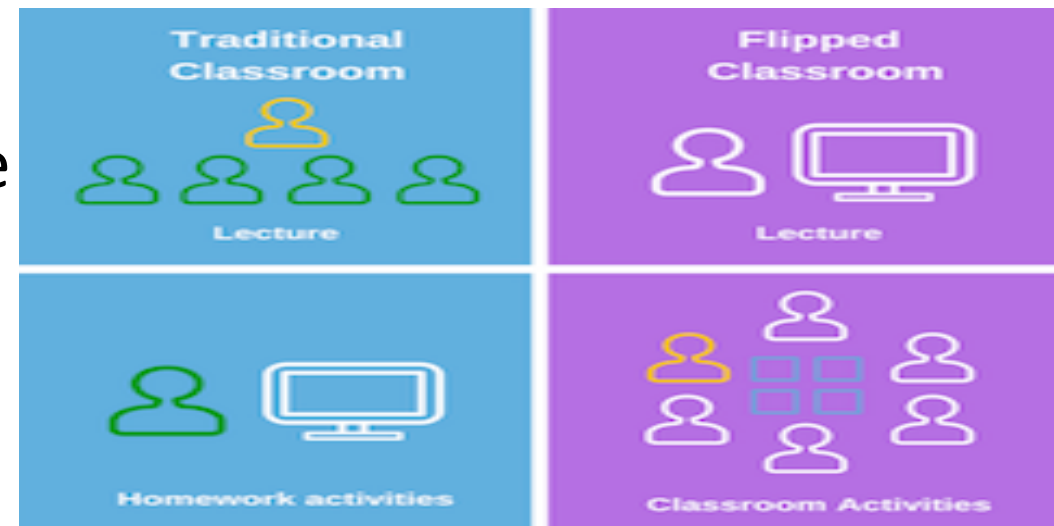 Traditional
Classroom
Lecture
Homework activities
Flipped
Classroom
Lecture
Classroom Activities